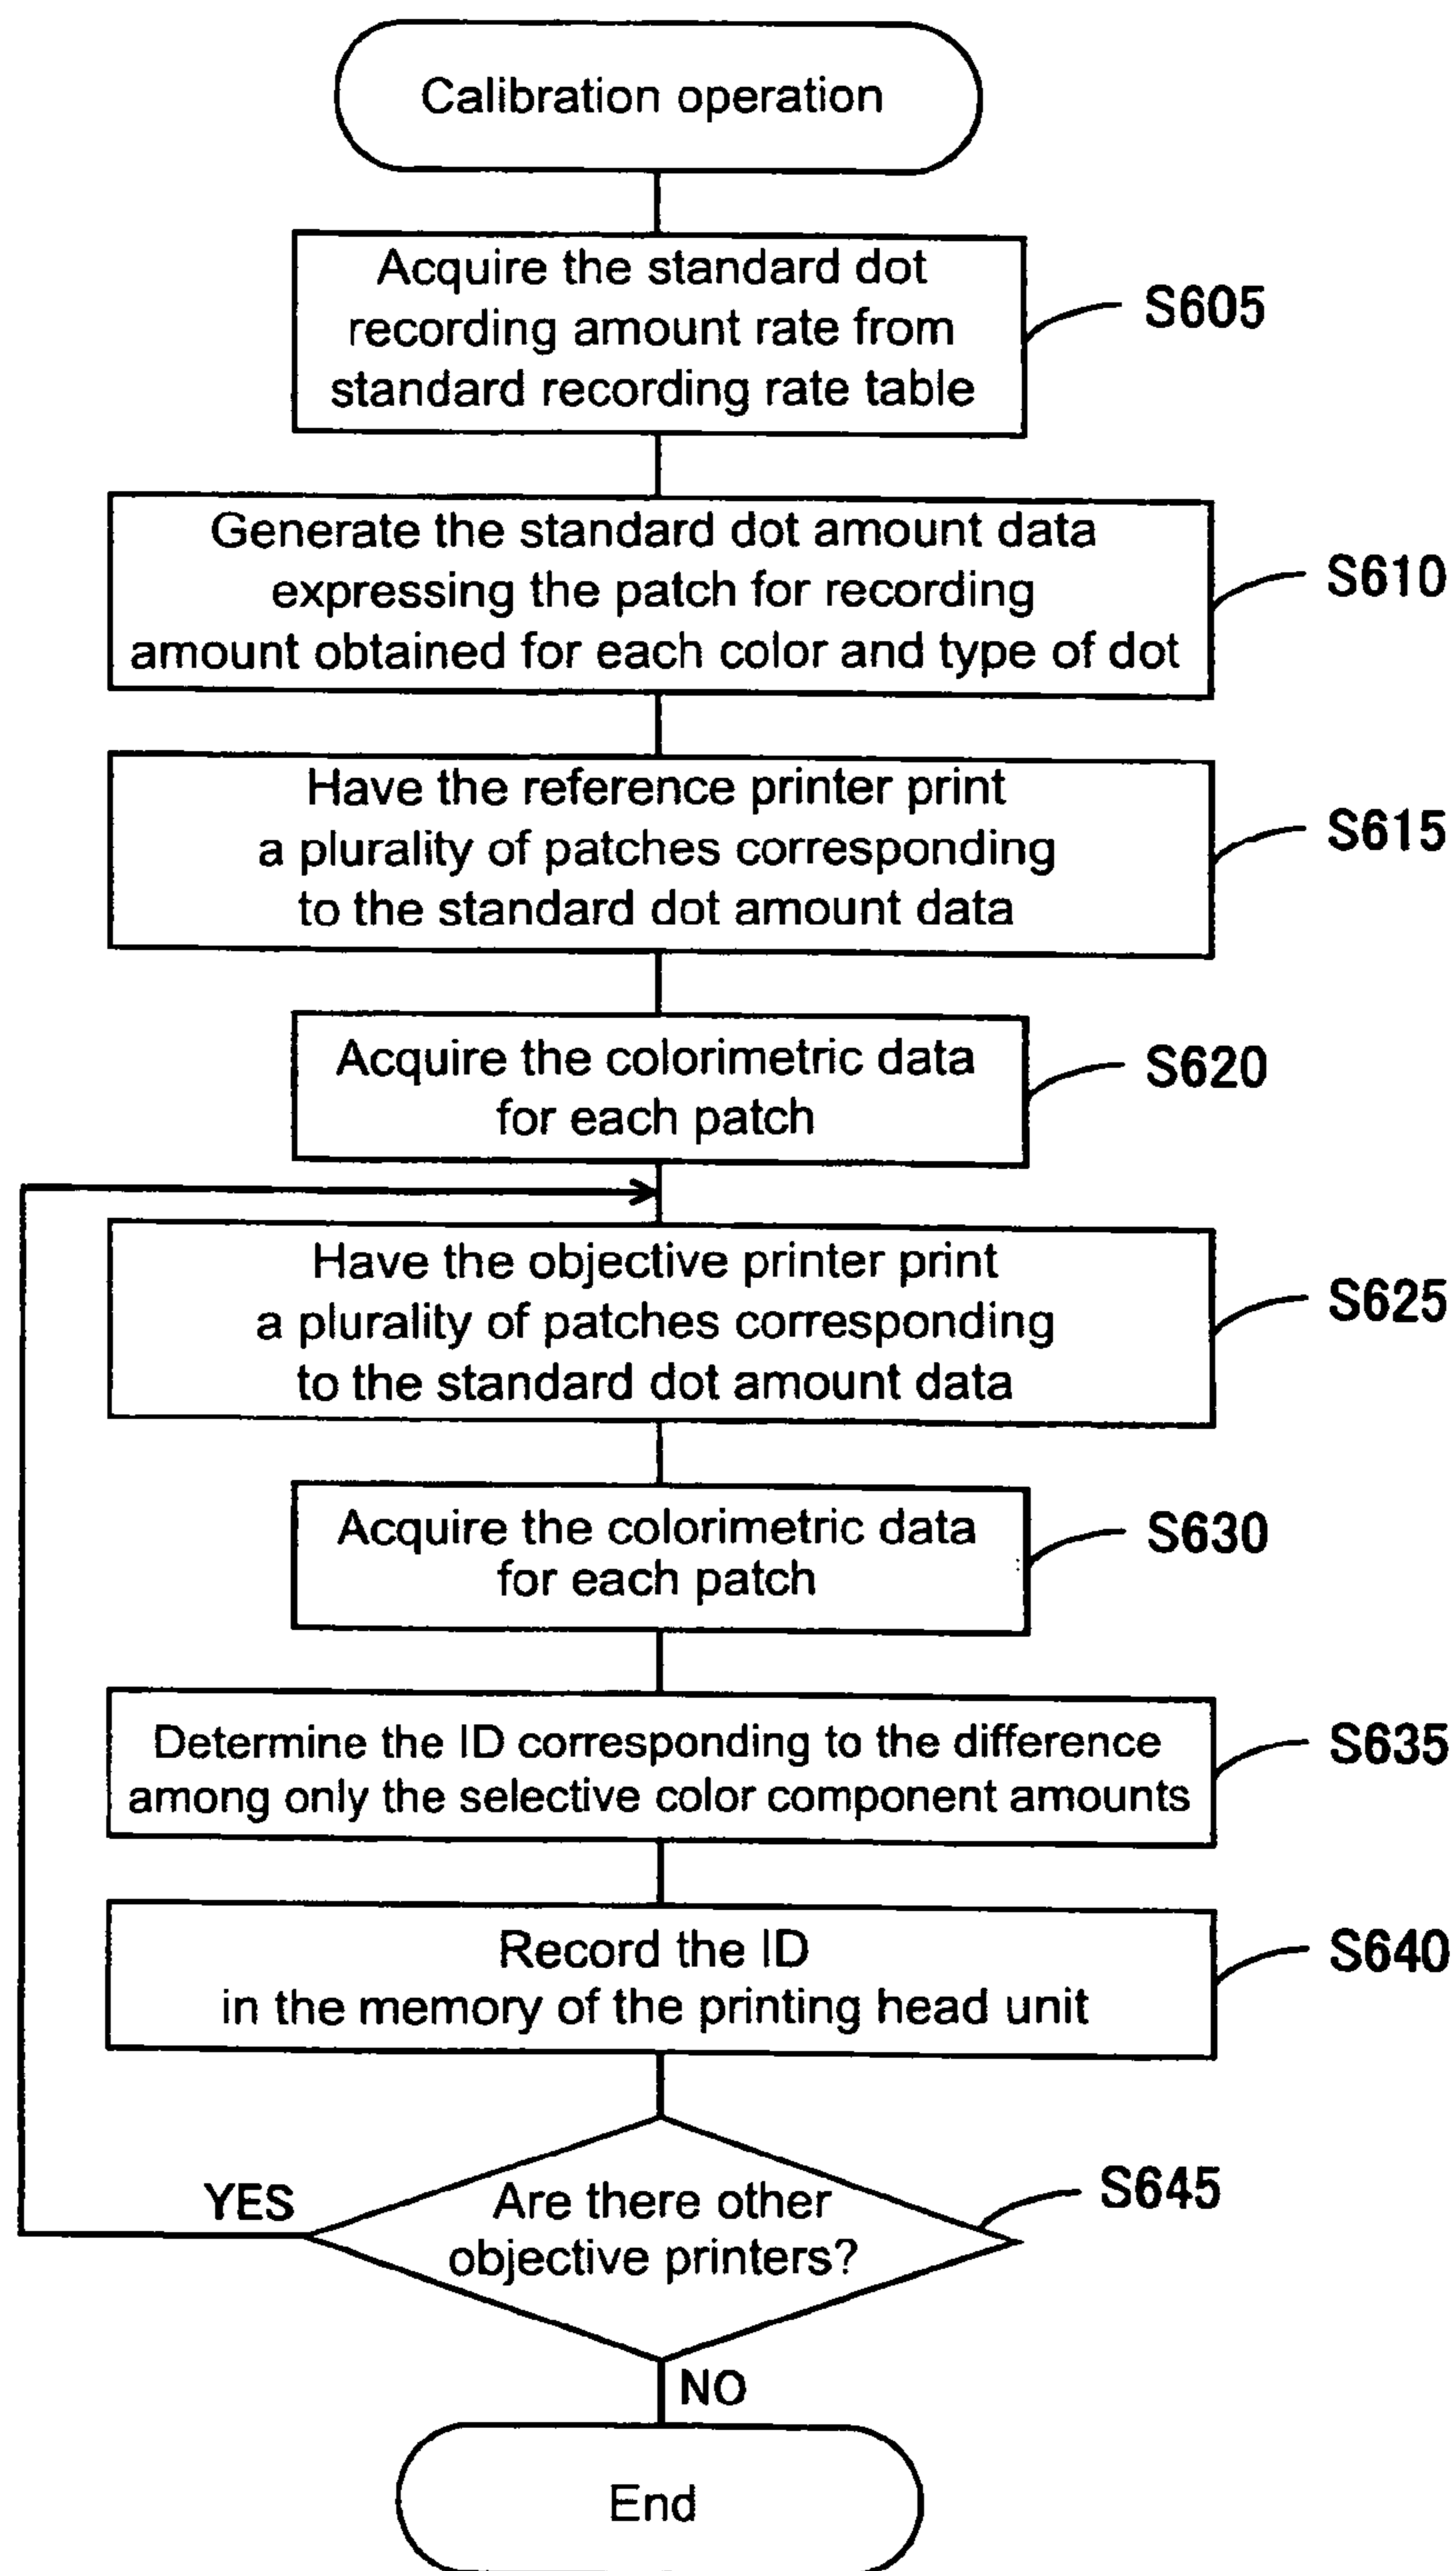 Calibration operation
Acquire the standard dot
recording amount rate from
standard recording rate table
S605
Generate the standard dot amount data
expressing the patch for recording
amount obtained for each color and type of dot
S610
Have the reference printer print
a plurality of patches corresponding
to the standard dot amount data
S615
Acquire the colorimetric data
for each patch
S620
Have the objective printer print
a plurality of patches corresponding
to the standard dot amount data
S625
Acquire the colorimetric data
for each patch
S630
Determine the ID corresponding to the difference
among only the selective color component amounts
S635
Record the ID
in the memory of the printing head unit
S640
YES
Are there other
objective printers?
S645
NO
End